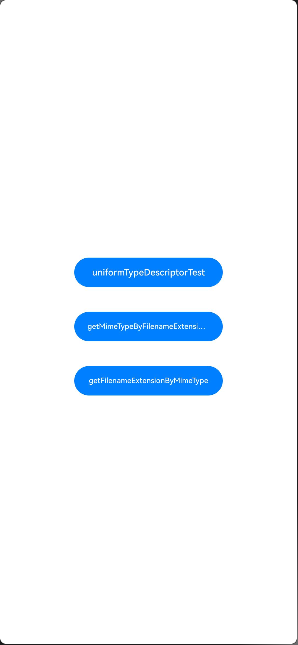 uniformTypeDescriptorTest
getMimeTypeByFilenameExtensi...
getFilenameExtensionByMimeType